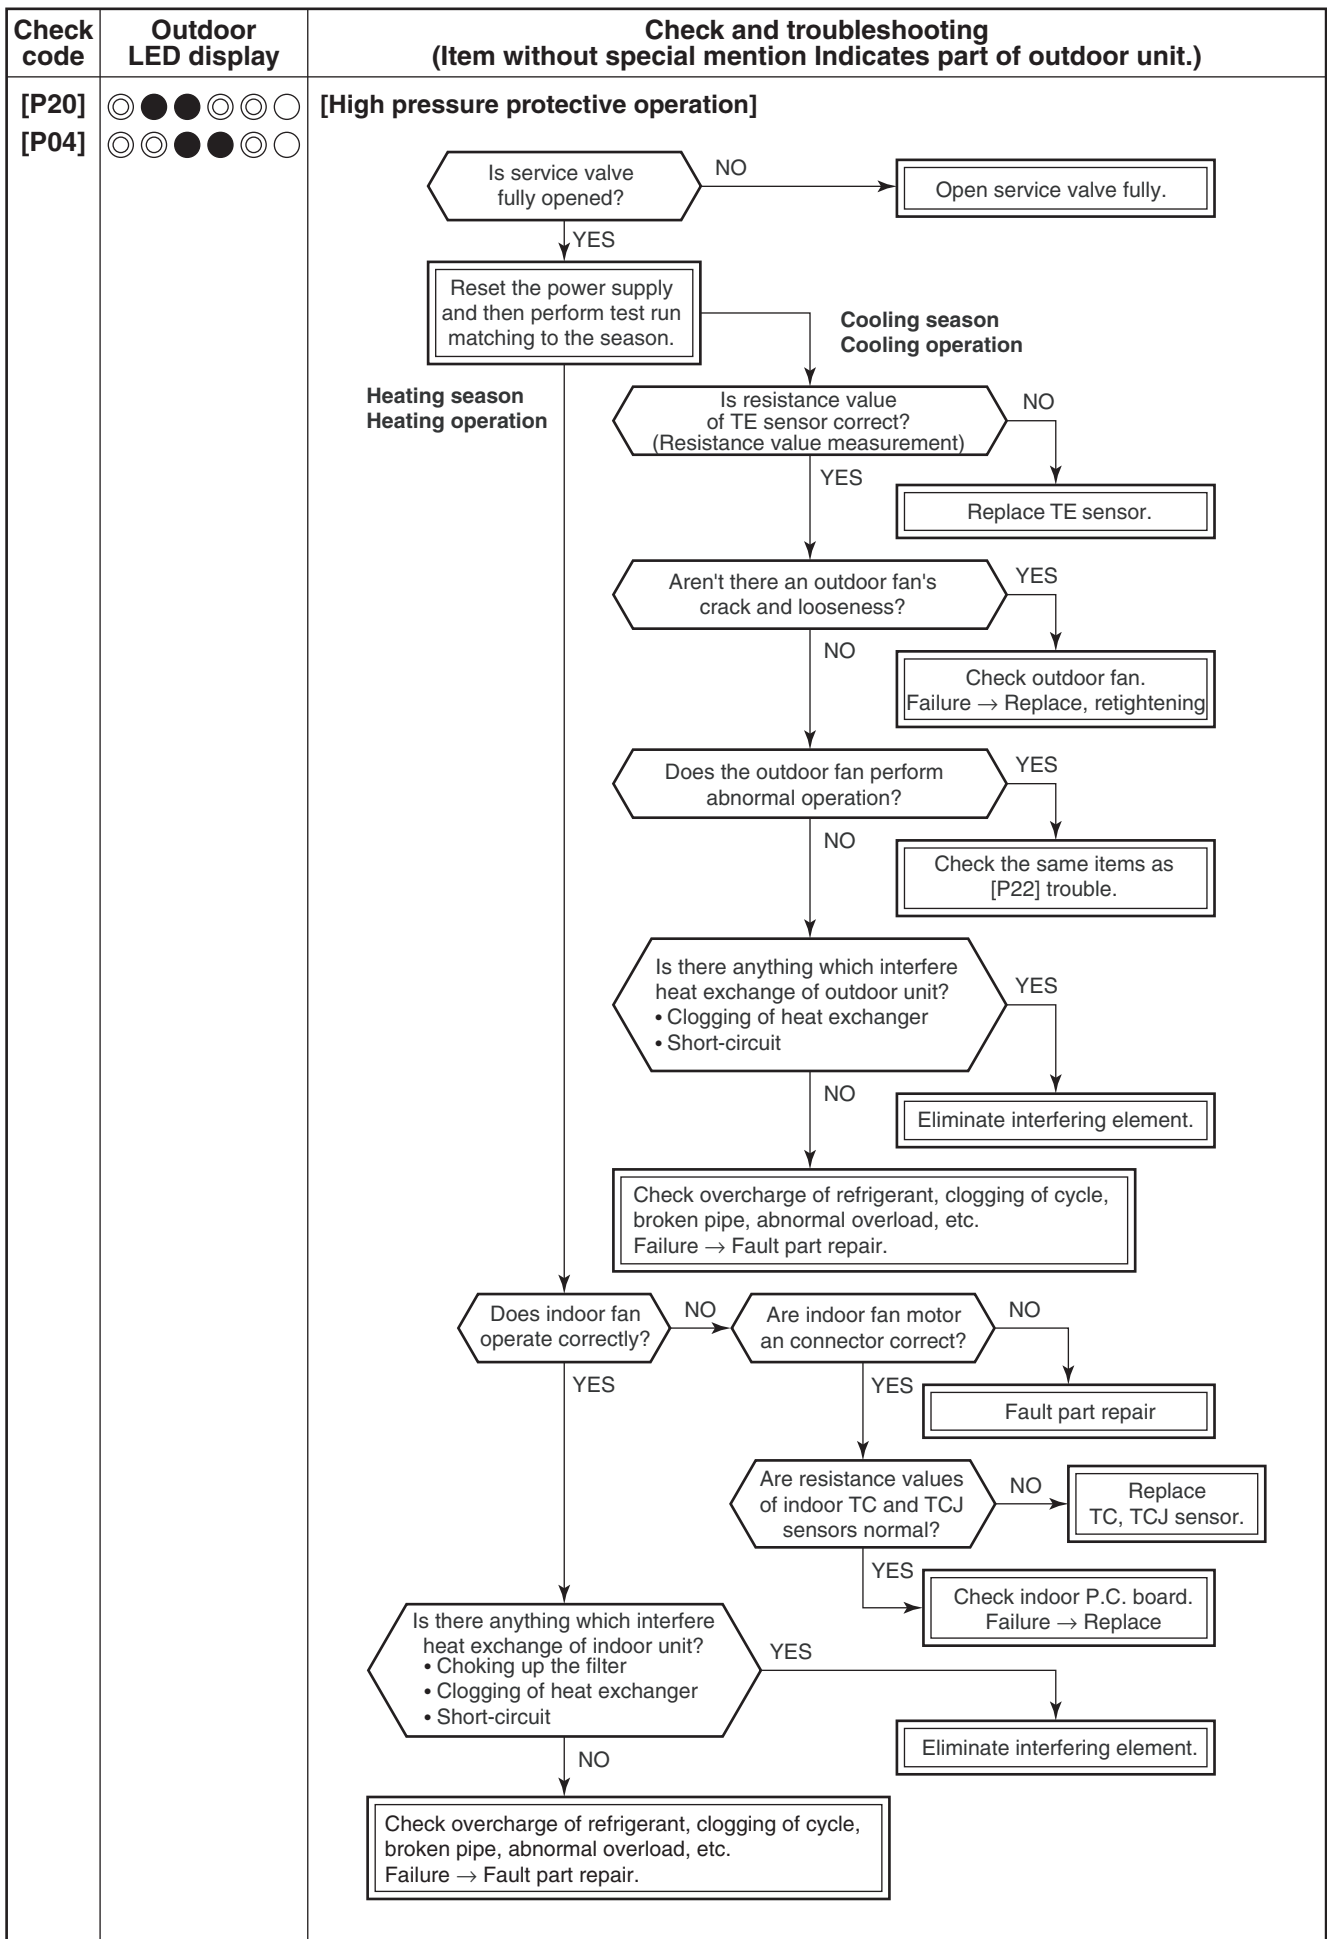 Check code
Outdoor LED display
Check and troubleshooting
(Item without special mention Indicates part of outdoor unit.)
[P20]
[P04]
[High pressure protective operation]
Is service valve
fully opened?
NO
Open service valve fully.
YES
Reset the power supply
and then perform test run
matching to the season.
Cooling season
Cooling operation
Heating season
Heating operation
Is resistance value
of TE sensor correct?
(Resistance value measurement)
NO
YES
Replace TE sensor.
Aren't there an outdoor fan's
crack and looseness?
YES
NO
Check outdoor fan.
Failure → Replace, retightening
Does the outdoor fan perform
abnormal operation?
YES
NO
Check the same items as
[P22] trouble.
Is there anything which interfere
heat exchange of outdoor unit?
• Clogging of heat exchanger
• Short-circuit
YES
NO
Eliminate interfering element.
Check overcharge of refrigerant, clogging of cycle,
broken pipe, abnormal overload, etc.
Failure → Fault part repair.
Does indoor fan
operate correctly?
NO
Are indoor fan motor
an connector correct?
NO
YES
YES
Fault part repair
Are resistance values
of indoor TC and TCJ
sensors normal?
NO
Replace
TC, TCJ sensor.
YES
Check indoor P.C. board.
Failure → Replace
Is there anything which interfere
heat exchange of indoor unit?
• Choking up the filter
• Clogging of heat exchanger
• Short-circuit
YES
Eliminate interfering element.
NO
Check overcharge of refrigerant, clogging of cycle,
broken pipe, abnormal overload, etc.
Failure → Fault part repair.